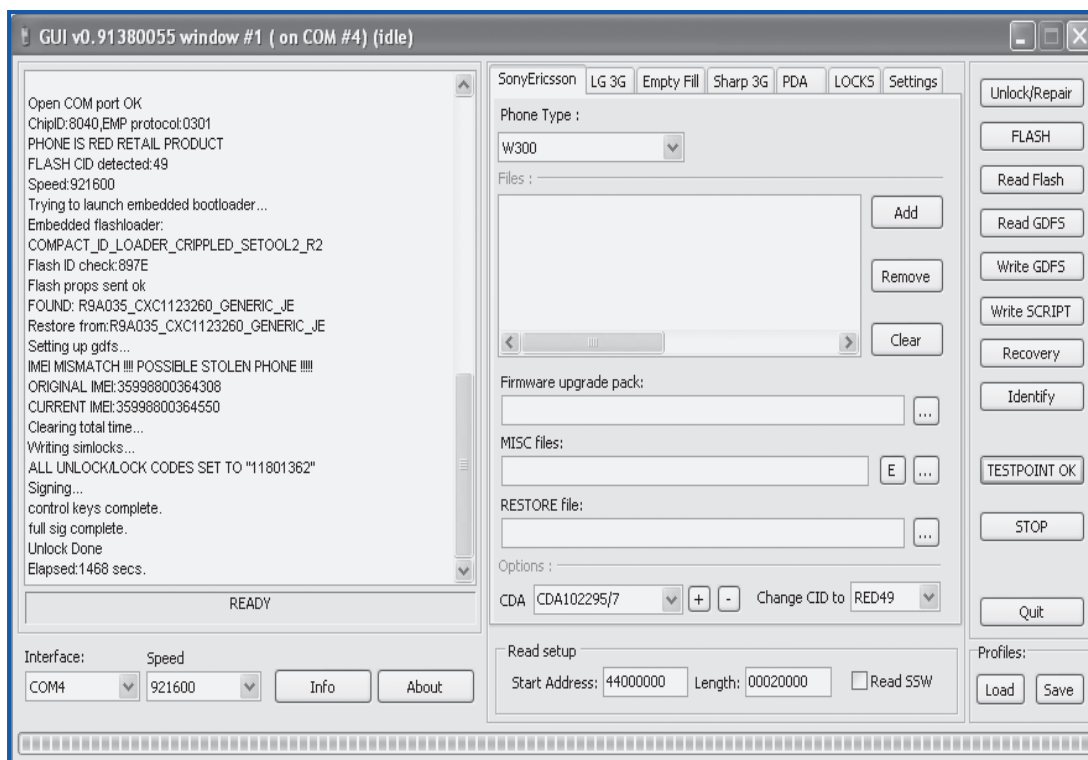 GUI v0.91380055 window #1 ( on COM #4) (idle)
Open COM port OK
ChipID:8040,EMP protocol:0301
PHONE IS RED RETAIL PRODUCT
FLASH CID detected:49
Speed:921600
Trying to launch embedded bootloader...
Embedded flashloader:
COMPACT_ID_LOADER_CRIPPLED_SETOOL2_R2
Flash ID check:897E
Flash props sent ok
FOUND: R9A035_CXC1123260_GENERIC_JE
Restore from:R9A035_CXC1123260_GENERIC_JE
Setting up gdfs...
IMEI MISMATCH !!!! POSSIBLE STOLEN PHONE !!!!!
ORIGINAL IMEI:35998800364308
CURRENT IMEI:35998800364550
Clearing total time...
Writing simlocks...
ALL UNLOCK/LOCK CODES SET TO "11801362"
Signing...
control keys complete.
full sig complete.
Unlock Done
Elapsed:1468 secs.
READY
Interface:
Speed
COM4
921600
Info
About
SonyEricsson
LG 3G
Empty Fill
Sharp 3G
PDA
LOCKS
Settings
Phone Type :
W300
Files :
Add
Remove
Clear
Firmware upgrade pack:
...
MISC files:
E
...
RESTORE file:
...
Options :
CDA
CDA102295/7
+
-
Change CID to
RED49
Read setup
Start Address:
44000000
Length:
00020000
Read SSW
Unlock/Repair
FLASH
Read Flash
Read GDFS
Write GDFS
Write SCRIPT
Recovery
Identify
TESTPOINT OK
STOP
Quit
Profiles:
Load
Save